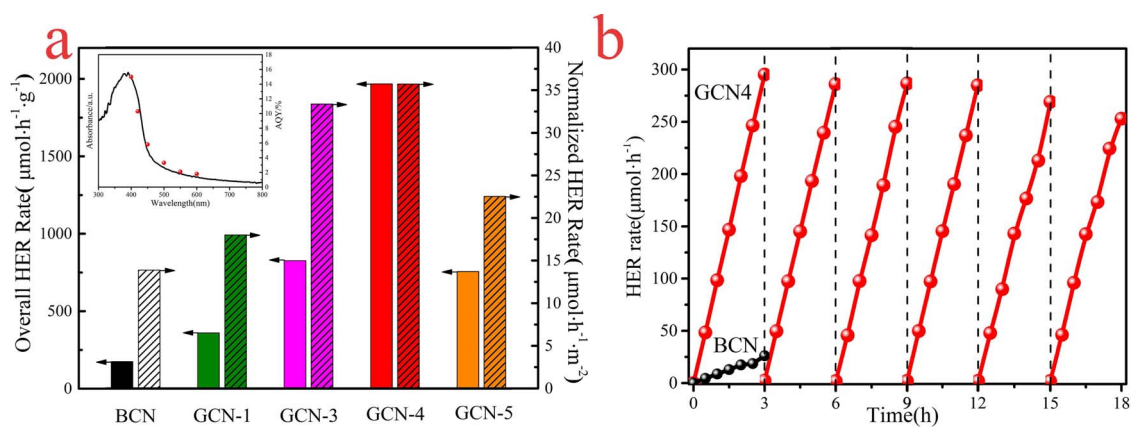 a
Overall HER Rate( μmol·h⁻¹·g⁻¹)
2000
1500
1000
500
0
BCN
GCN-1
GCN-3
GCN-4
GCN-5
40
35
30
25
20
15
10
5
0
Normalized HER Rate( μmol·h⁻¹·m⁻²)
Absorbance/a.u.
300
400
500
600
700
800
Wavelength(nm)
18
16
14
12
10
8
6
4
2
0
AQY/%
b
HER rate(μmol·h⁻¹)
300
250
200
150
100
50
0
GCN4
BCN
0
3
6
9
12
15
18
Time(h)